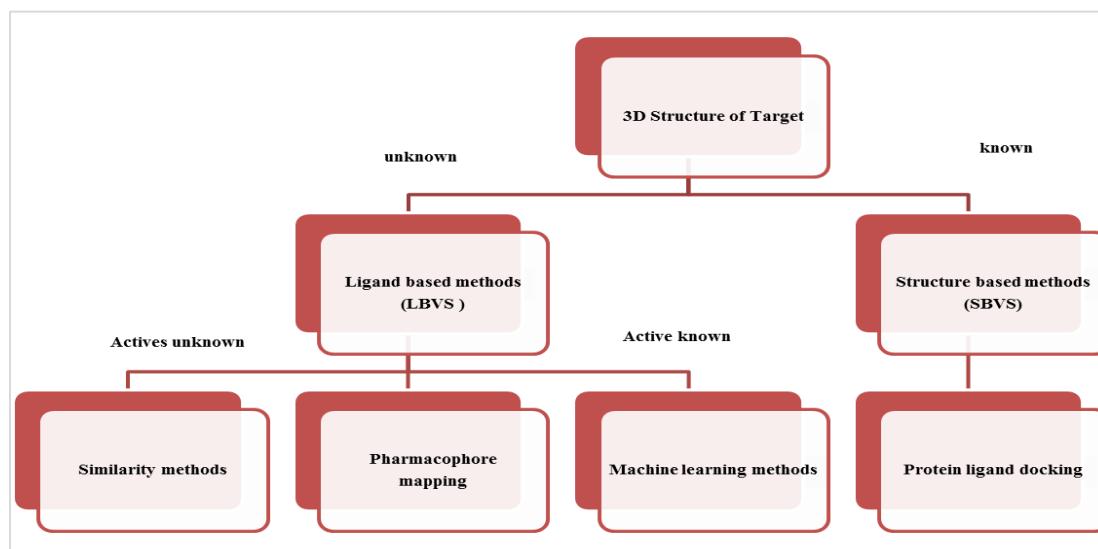 3D Structure of Target
unknown
known
Ligand based methods
(LBVS )
Structure based methods
(SBVS)
Actives unknown
Active known
Similarity methods
Pharmacophore
mapping
Machine learning methods
Protein ligand docking